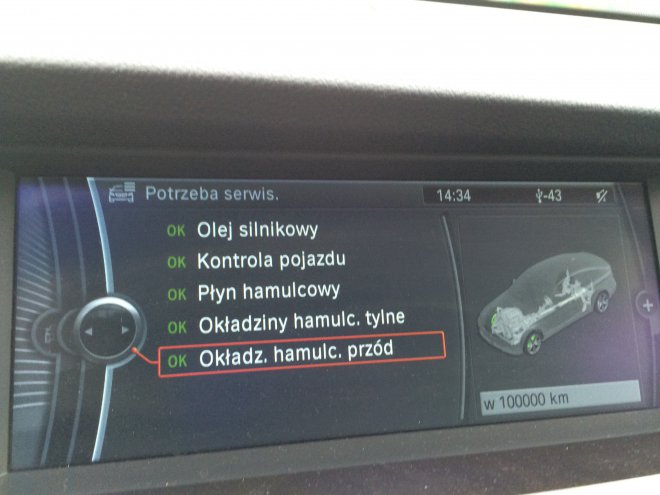 Potrzeba serwis.
14:34
-43
OK Olej silnikowy
OK Kontrola pojazdu
OK Płyn hamulcowy
OK Okładziny hamulc. tylne
OK Okładz. hamulc. przód
w 100000 km